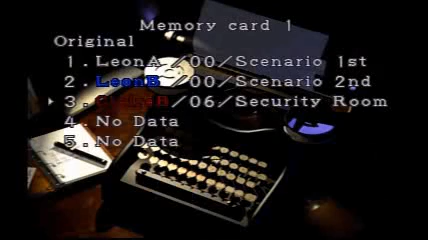 Memory card 1
Original
1.LeonA /00/Scenario 1st
2.LeonB /00/Scenario 2nd
3.ClaireB/06/Security Room
4.No Data
5.No Data